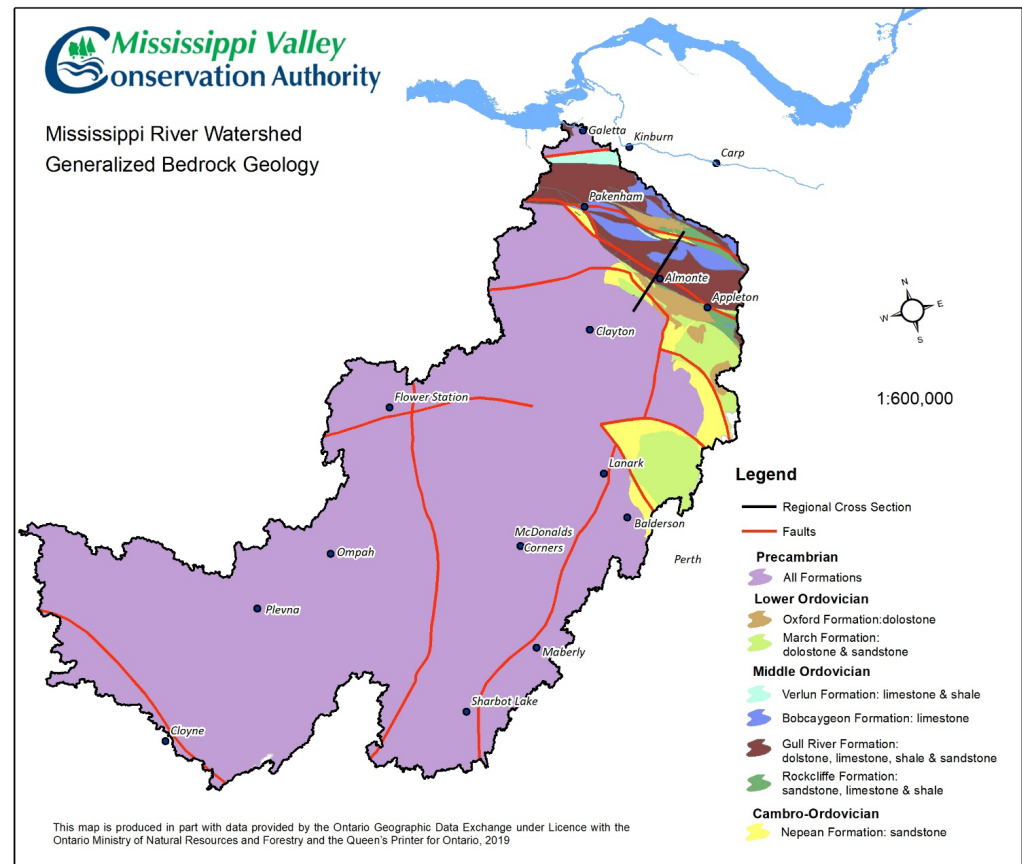 Mississippi Valley
Conservation Authority
Mississippi River Watershed
Generalized Bedrock Geology
Galetta
Kinburn
Carp
Pakenham
Almonte
Appleton
Clayton
Flower Station
Lanark
Balderson
McDonalds
Corners
Perth
Ompah
Plevna
Maberly
Sharbot Lake
Cloyne
N
W
E
S
1:600,000
Legend
Regional Cross Section
Faults
Precambrian
All Formations
Lower Ordovician
Oxford Formation:dolostone
March Formation:
dolostone & sandstone
Middle Ordovician
Verlun Formation: limestone & shale
Bobcaygeon Formation: limestone
Gull River Formation:
dolstone, limestone, shale & sandstone
Rockcliffe Formation:
sandstone, limestone & shale
Cambro-Ordovician
Nepean Formation: sandstone
This map is produced in part with data provided by the Ontario Geographic Data Exchange under Licence with the
Ontario Ministry of Natural Resources and Forestry and the Queen's Printer for Ontario, 2019